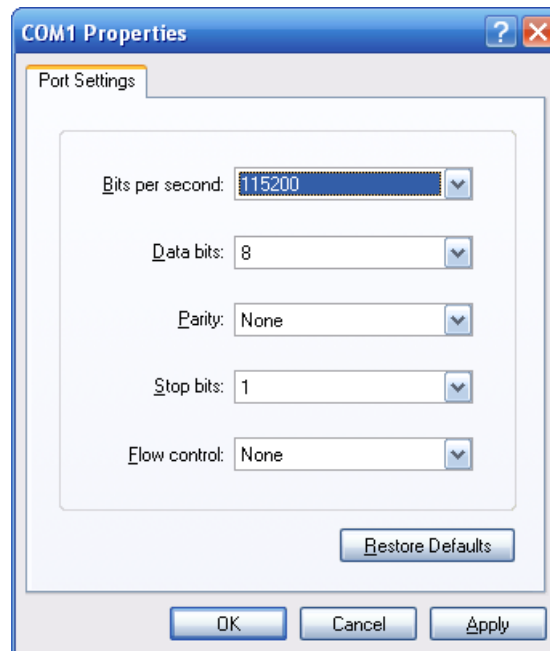 COM1 Properties
Port Settings
Bits per second: 115200
Data bits: 8
Parity: None
Stop bits: 1
Flow control: None
Restore Defaults
OK Cancel Apply